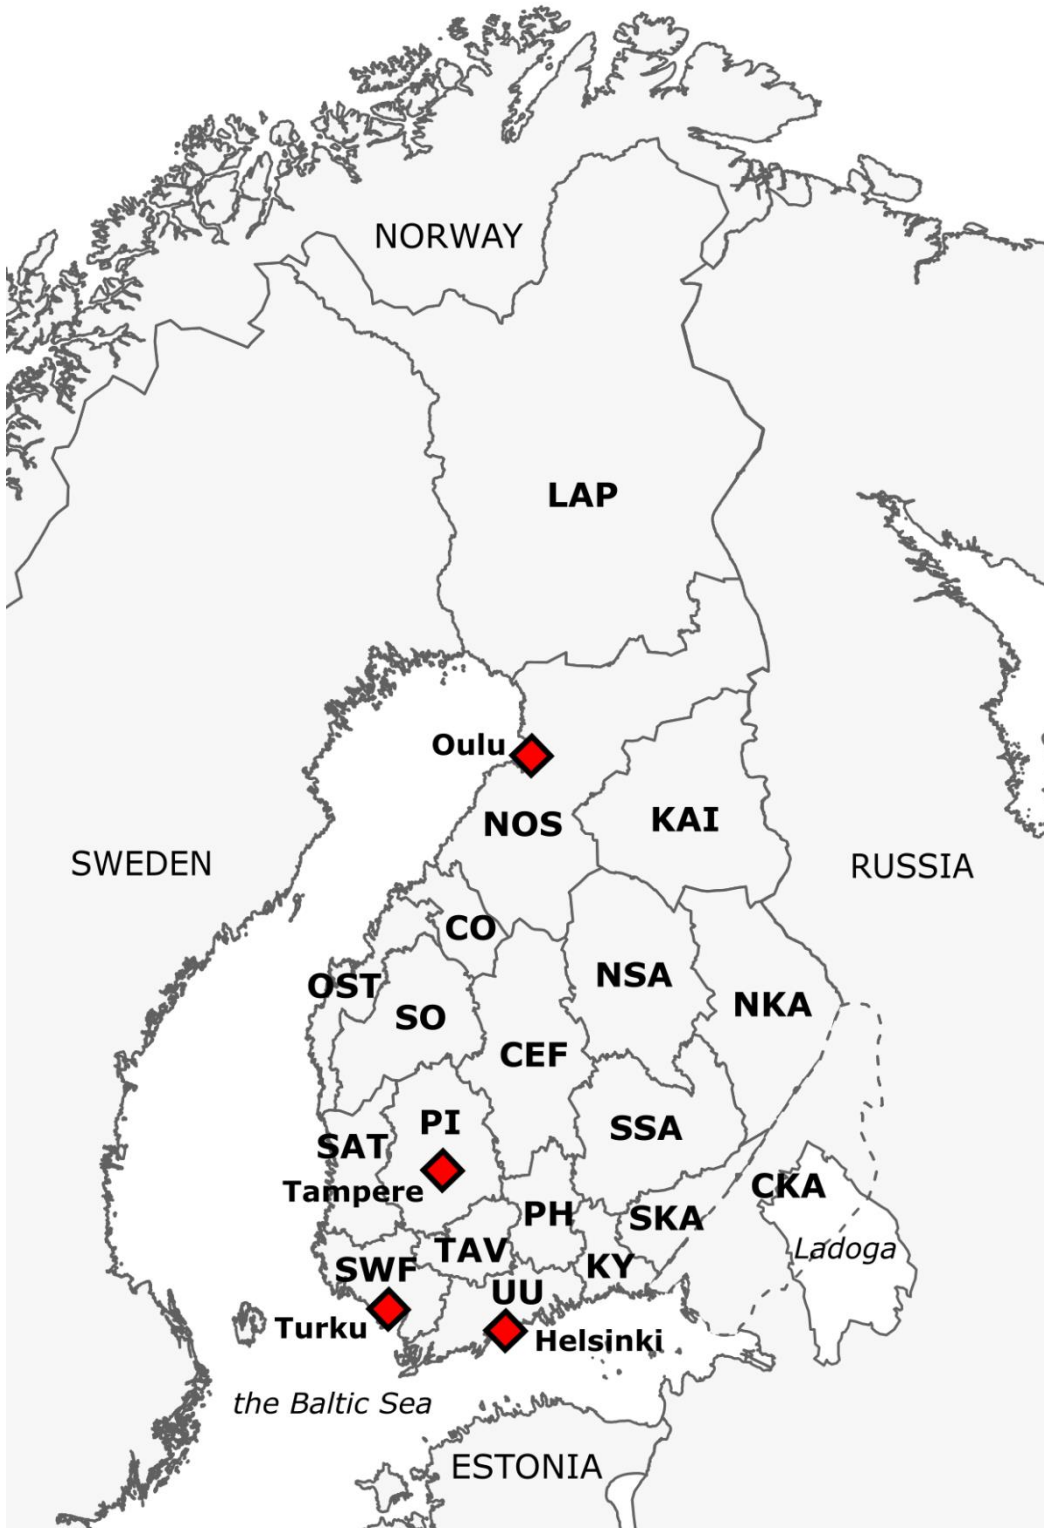 NORWAY
LAP
Oulu
NOS
KAI
SWEDEN
RUSSIA
CO
OST
SO
NSA
NKA
CEF
PI
SSA
SAT
Tampere
CKA
PH
SKA
TAV
Ladoga
SWF
KY
UU
Turku
Helsinki
the Baltic Sea
ESTONIA